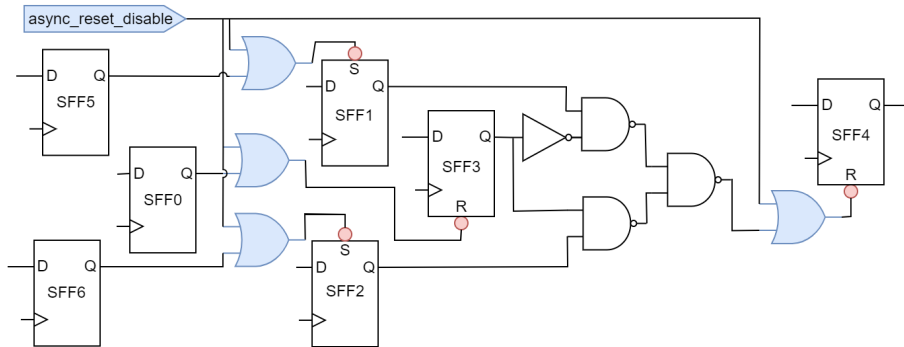 async_reset_disable
D Q
SFF5
S
D Q
SFF1
D Q
SFF3
R
D Q
SFF4
R
D Q
SFF0
S
D Q
SFF2
D Q
SFF6